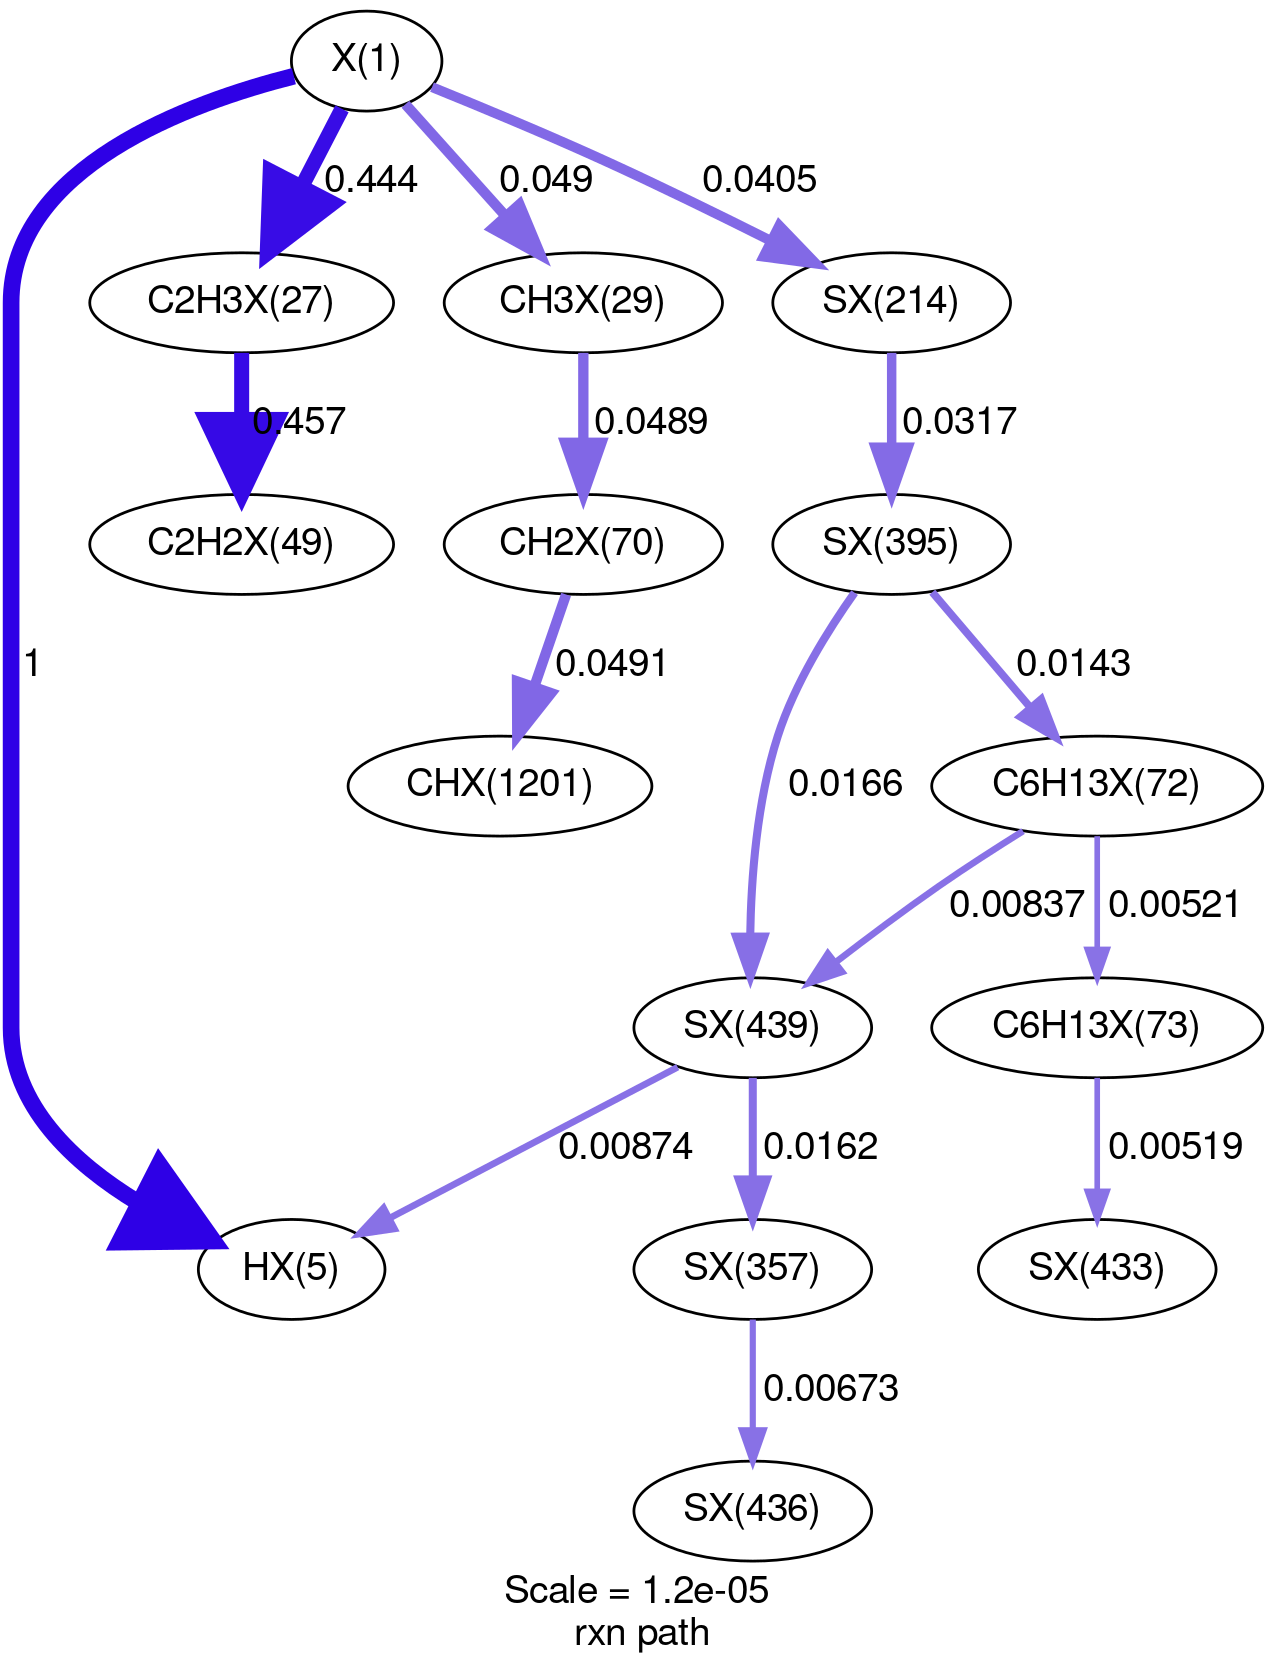 X(1)
0.444
0.049
0.0405
C2H3X(27)
CH3X(29)
SX(214)
0.457
0.0489
0.0317
C2H2X(49)
CH2X(70)
SX(395)
1
0.0491
0.0143
CHX(1201)
0.0166
C6H13X(72)
0.00837
0.00521
SX(439)
C6H13X(73)
0.00874
0.0162
0.00519
HX(5)
SX(357)
SX(433)
0.00673
SX(436)
Scale = 1.2e-05
rxn path